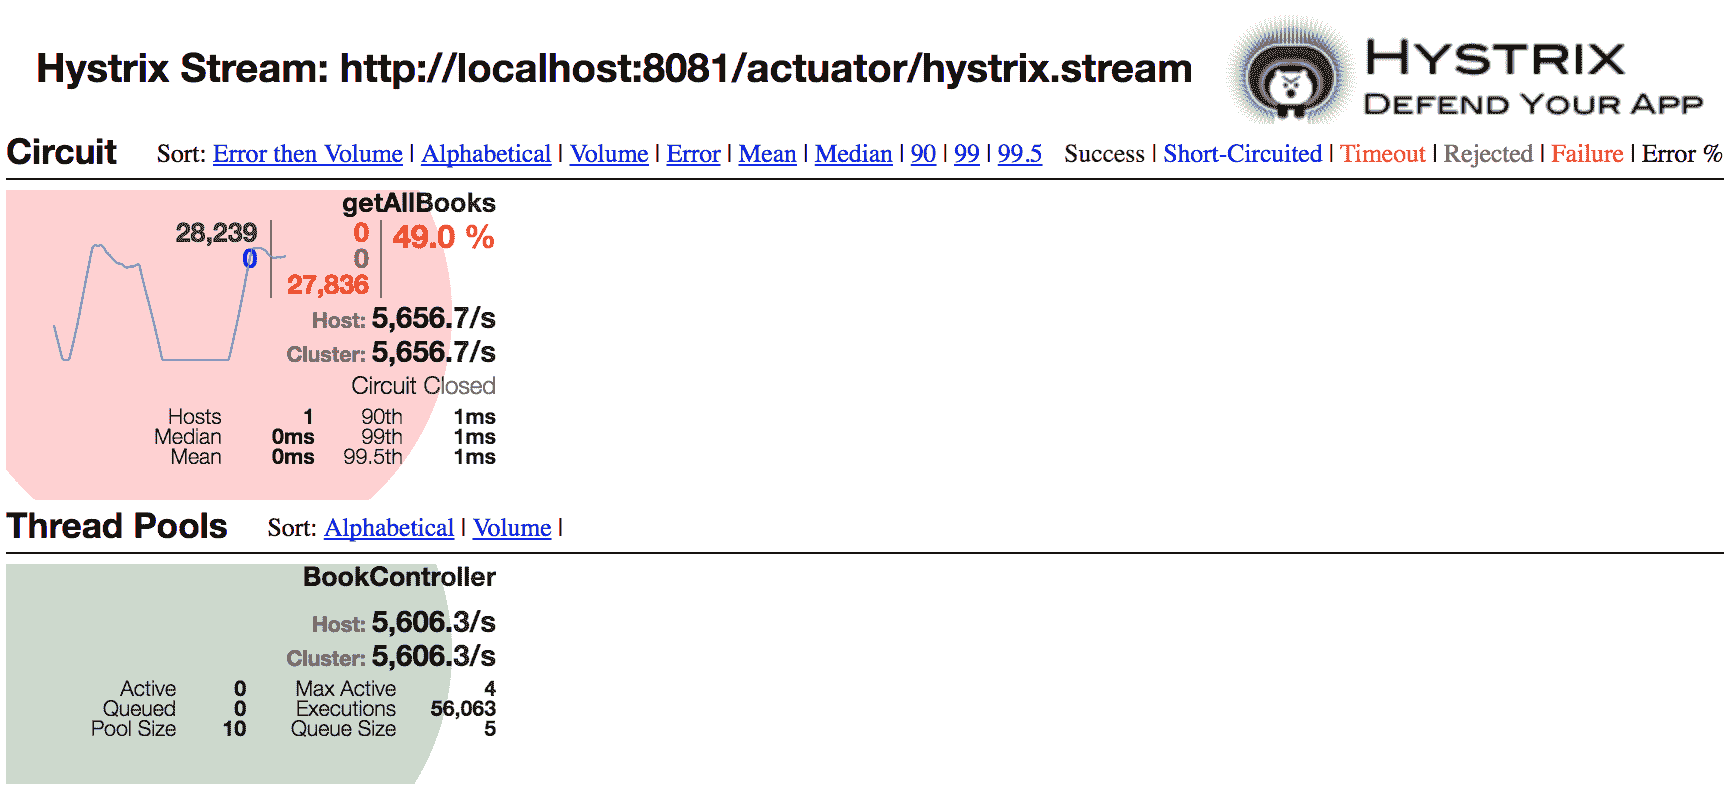 Hystrix Stream: http://localhost:8081/actuator/hystrix.stream
HYSTRIX
DEFEND YOUR APP
Circuit Sort: Error then Volume | Alphabetical | Volume | Error | Mean | Median | 90 | 99 | 99.5 Success | Short-Circuited | Timeout | Rejected | Failure | Error %
getAllBooks
28,239 0 49.0 %
0 0
27,836
Host: 5,656.7/s
Cluster: 5,656.7/s
Circuit Closed
Hosts 1 90th 1ms
Median 0ms 99th 1ms
Mean 0ms 99.5th 1ms
Thread Pools Sort: Alphabetical | Volume |
BookController
Host: 5,606.3/s
Cluster: 5,606.3/s
Active 0 Max Active 4
Queued 0 Executions 56,063
Pool Size 10 Queue Size 5